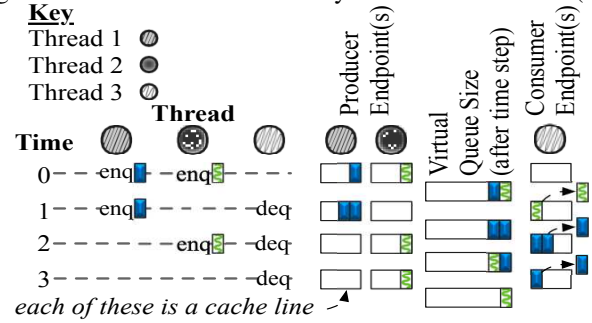 Key
Thread 1
Thread 2
Thread 3
Thread
Time
Producer
Endpoint(s)
Virtual
Queue Size
(after time step)
Consumer
Endpoint(s)
0 enq enq
1 enq deq
2 enq deq
3 deq
each of these is a cache line